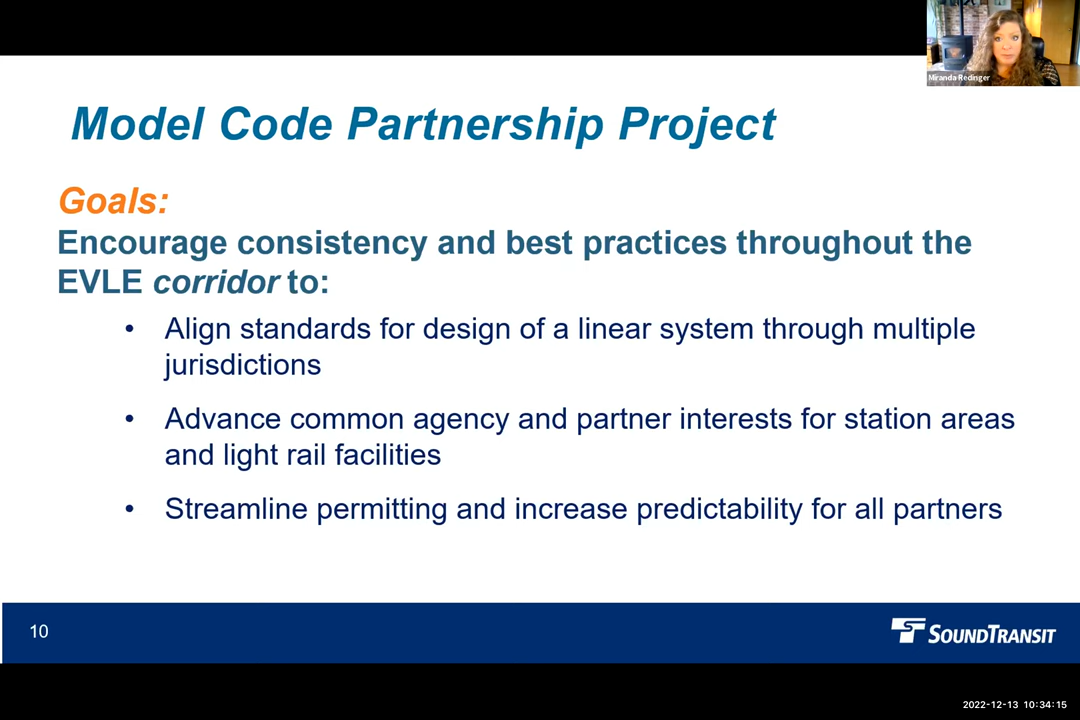 Miranda Redinger
Model Code Partnership Project
Goals:
Encourage consistency and best practices throughout the
EVLE corridor to:
• Align standards for design of a linear system through multiple
jurisdictions
• Advance common agency and partner interests for station areas
and light rail facilities
• Streamline permitting and increase predictability for all partners
10
SOUNDTRANSIT
2022-12-13 10:34:15